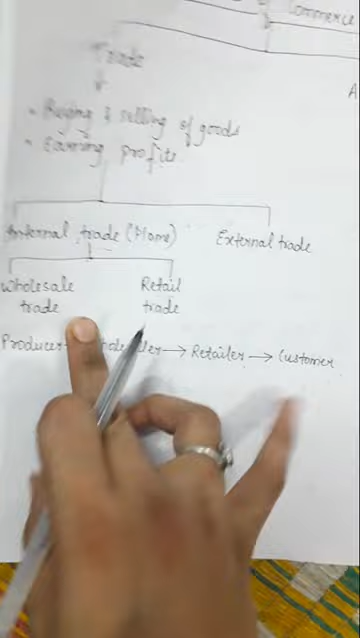 Commerce
Trade
A
↓
- Buying & selling of goods
- Earning profits
Internal trade (Home) External trade
Wholesale Retail
trade trade
Producer → Wholesaler → Retailer → Customer